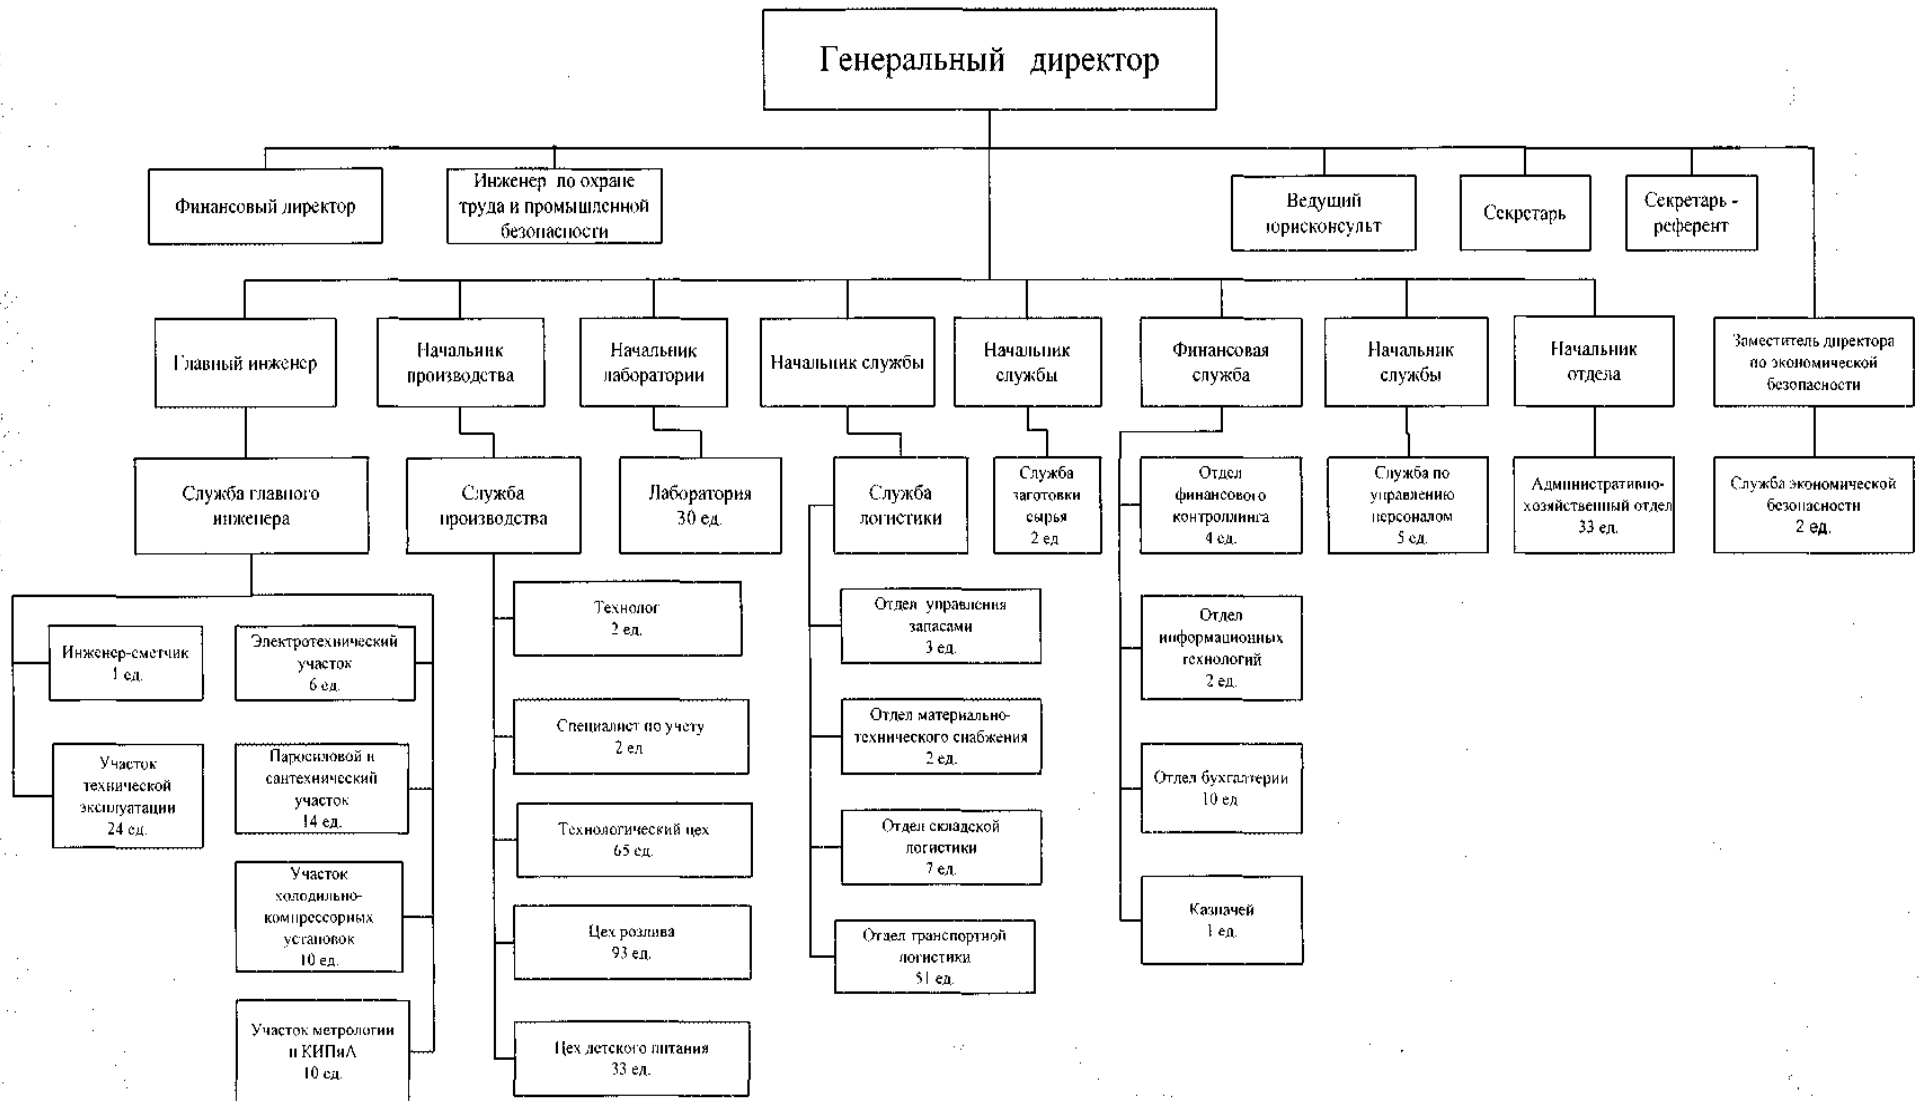 Генеральный директор
Финансовый директор
Инженер по охране
труда и промышленной
безопасности
Ведущий
юрисконсульт
Секретарь
Секретарь -
референт
Главный инженер
Начальник
производства
Начальник
лаборатории
Начальник службы
Начальник
службы
Финансовая
служба
Начальник
службы
Начальник
отдела
Заместитель директора
по экономической
безопасности
Служба главного
инженера
Служба
производства
Лаборатория
30 ед.
Служба
логистики
Служба
заготовки
сырья
2 ед
Отдел
финансового
контроллинга
4 ед.
Служба по
управлению
персоналом
5 ед.
Административно-
хозяйственный отдел
33 ед.
Служба экономической
безопасности
2 ед.
Инженер-сметчик
1 ед.
Электротехнический
участок
6 ед.
Участок
технической
эксплуатации
24 ед.
Паросиловой и
сантехнический
участок
14 ед.
Участок
холодильно-
компрессорных
установок
10 ед.
Участок метрологии
и КИПиА
10 ед.
Технолог
2 ед.
Специалист по учету
2 ед
Технологический цех
65 ед.
Цех розлива
93 ед.
Цех детского питания
33 ед.
Отдел управления
запасами
3 ед.
Отдел материально-
технического снабжения
2 ед.
Отдел складской
логистики
7 ед.
Отдел транспортной
логистики
51 ед.
Отдел
информационных
технологий
2 ед.
Отдел бухгалтерии
10 ед
Казначей
1 ед.